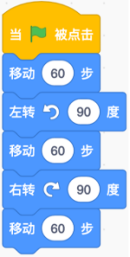 当 被点击
移动 60 步
左转 90 度
移动 60 步
右转 90 度
移动 60 步